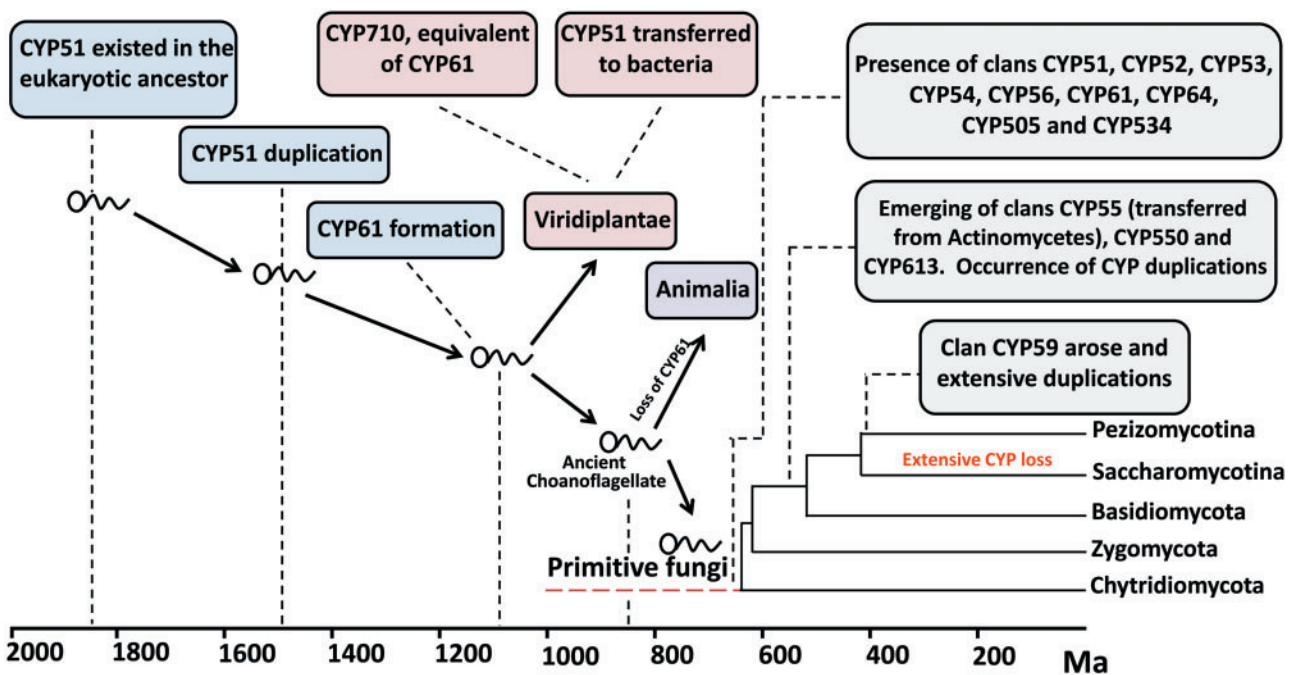 CYP51 existed in the
eukaryotic ancestor
CYP710, equivalent
of CYP61
CYP51 transferred
to bacteria
Presence of clans CYP51, CYP52, CYP53,
CYP54, CYP56, CYP61, CYP64,
CYP505 and CYP534
CYP51 duplication
CYP61 formation
Viridiplantae
Animalia
Emerging of clans CYP55 (transferred
from Actinomycetes), CYP550 and
CYP613. Occurrence of CYP duplications
Loss of CYP61
Clan CYP59 arose and
extensive duplications
Ancient
Choanoflagellate
Pezizomycotina
Extensive CYP loss
Saccharomycotina
Basidiomycota
Zygomycota
Primitive fungi
Chytridiomycota
2000 1800 1600 1400 1200 1000 800 600 400 200 Ma